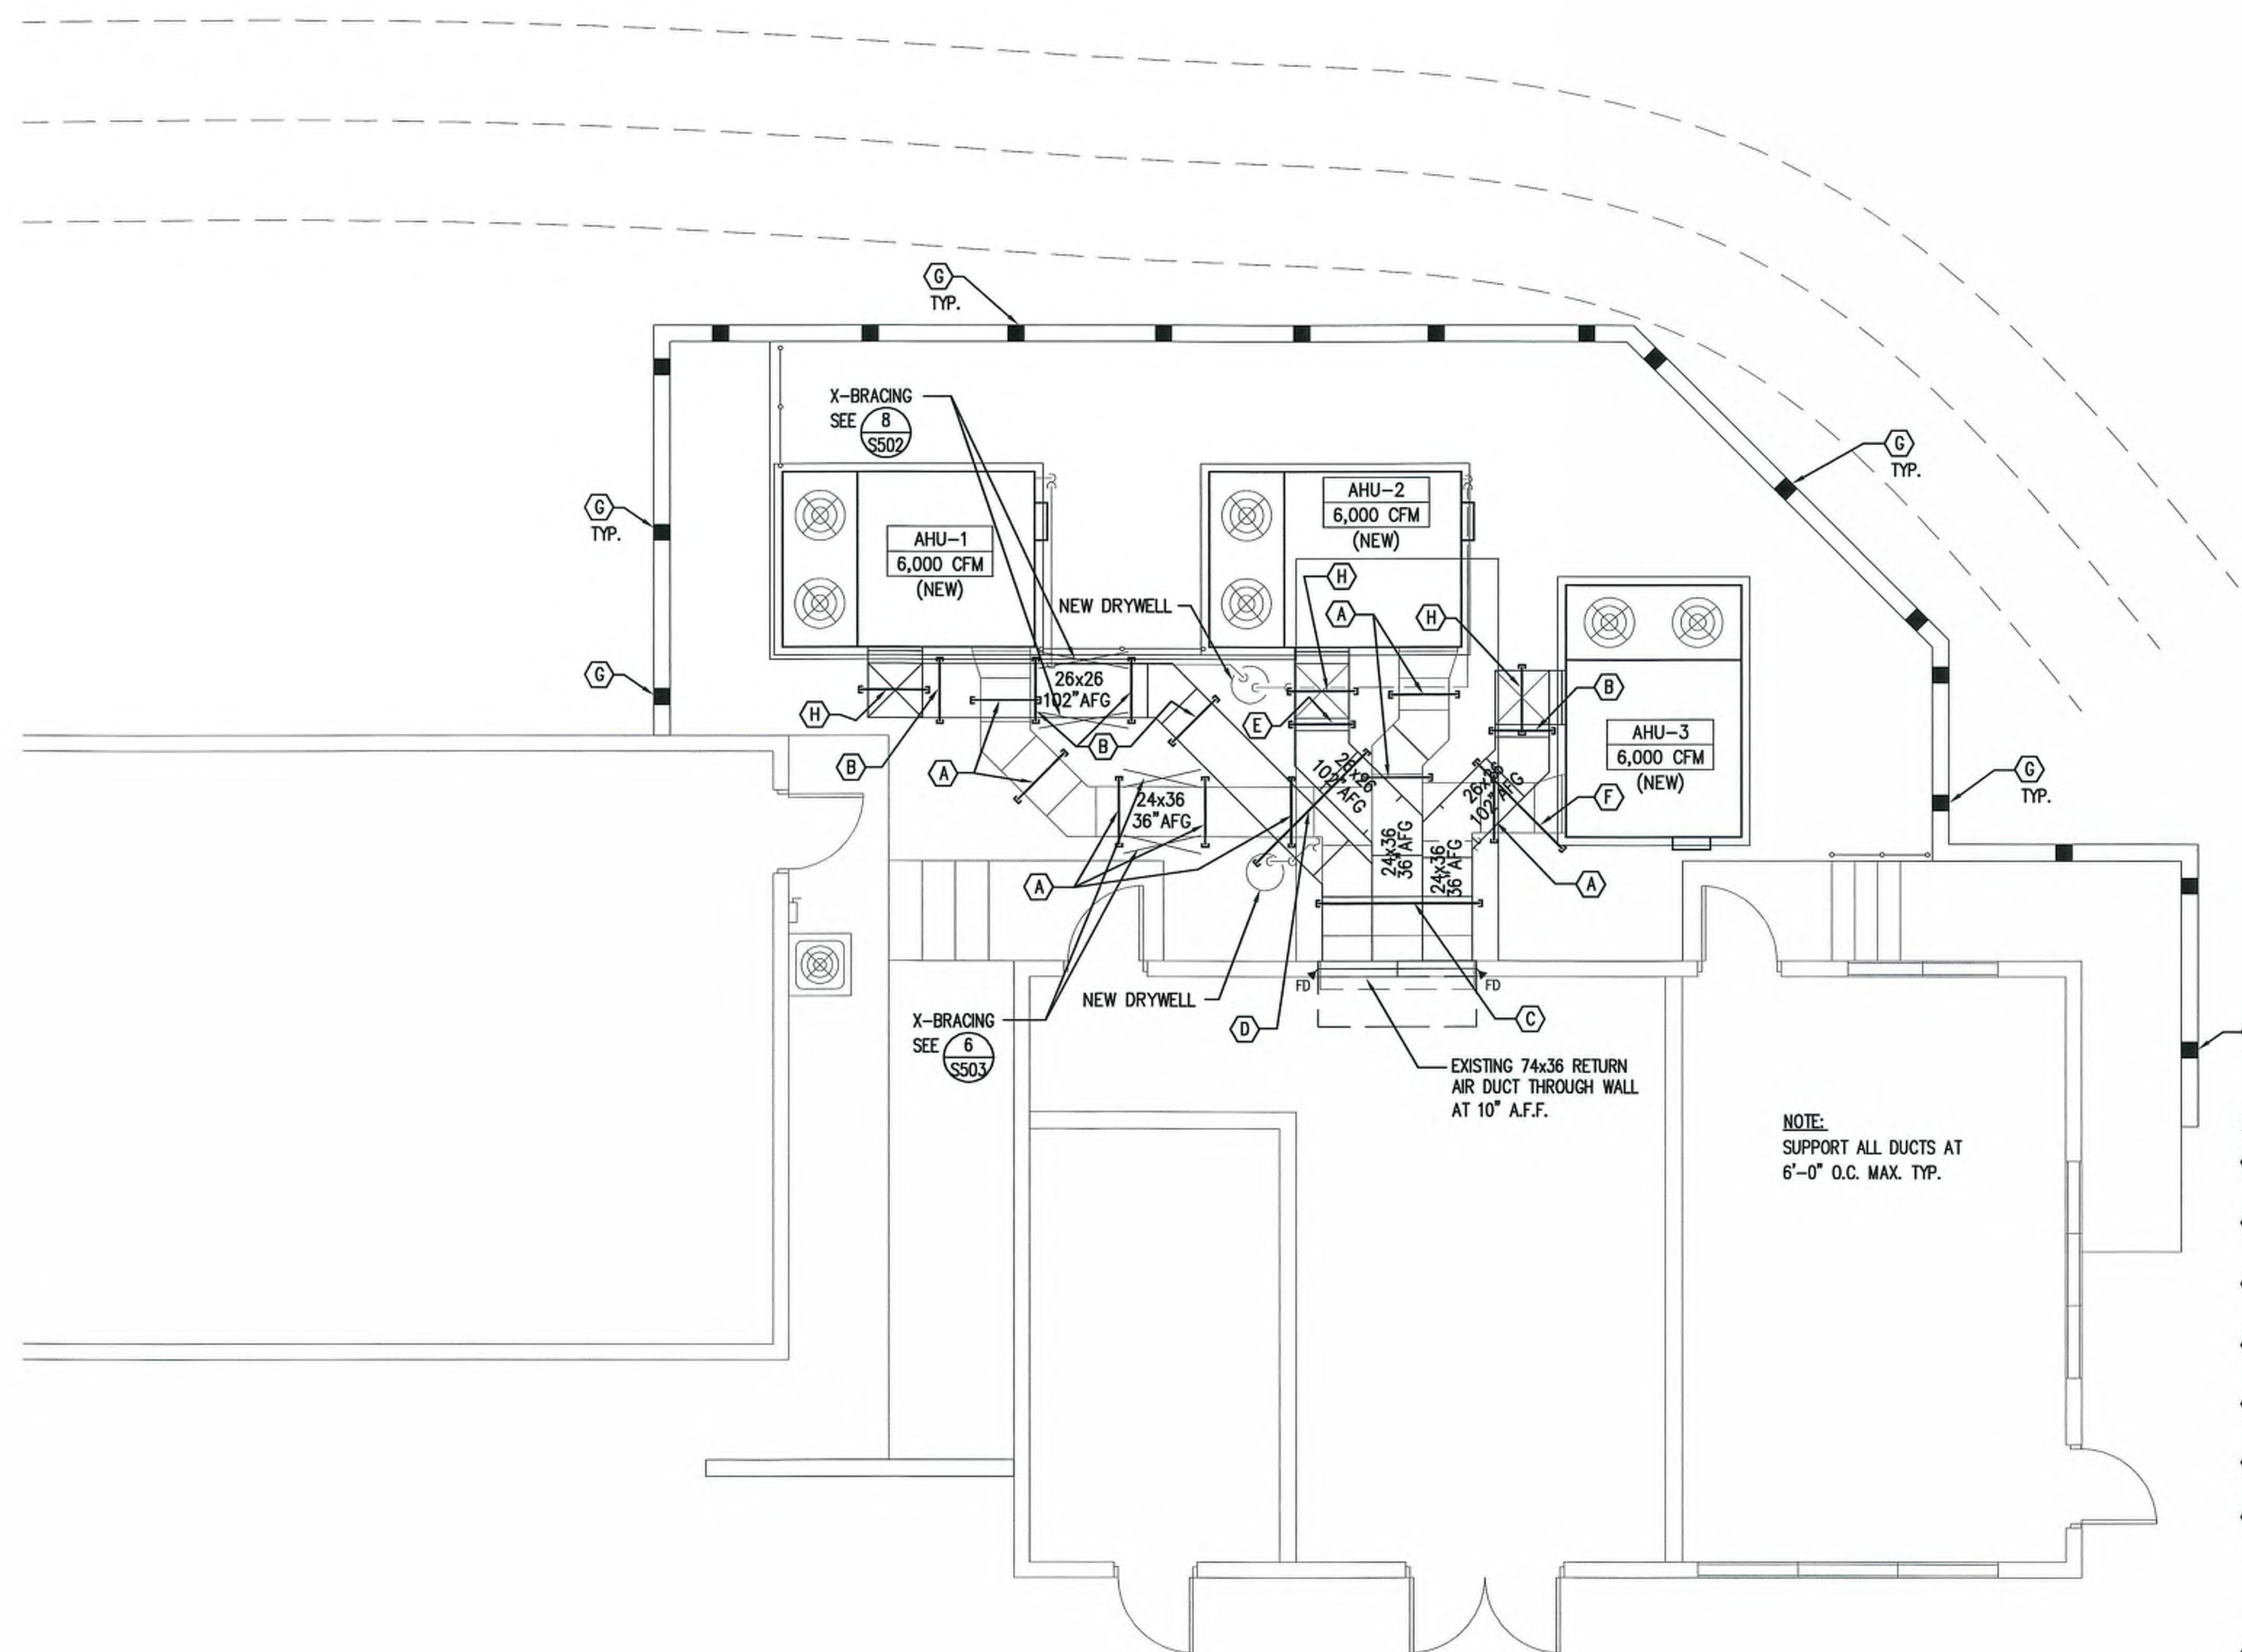 G
TYP.
X-BRACING
SEE 8
S502
G
TYP.
AHU-2
6,000 CFM
(NEW)
G
TYP.
AHU-1
6,000 CFM
(NEW)
H
NEW DRYWELL
A
H
G
26x26
102"AFG
B
H
E
B
A
B
AHU-3
6,000 CFM
(NEW)
G
TYP.
26x26
102"AFG
26x26
102"AFG
F
24x36
36"AFG
24x36
36"AFG
24x36
36"AFG
A
A
FD
FD
NEW DRYWELL
X-BRACING
SEE 6
S503
D
C
EXISTING 74x36 RETURN
AIR DUCT THROUGH WALL
AT 10" A.F.F.
NOTE:
SUPPORT ALL DUCTS AT
6'-0" O.C. MAX. TYP.